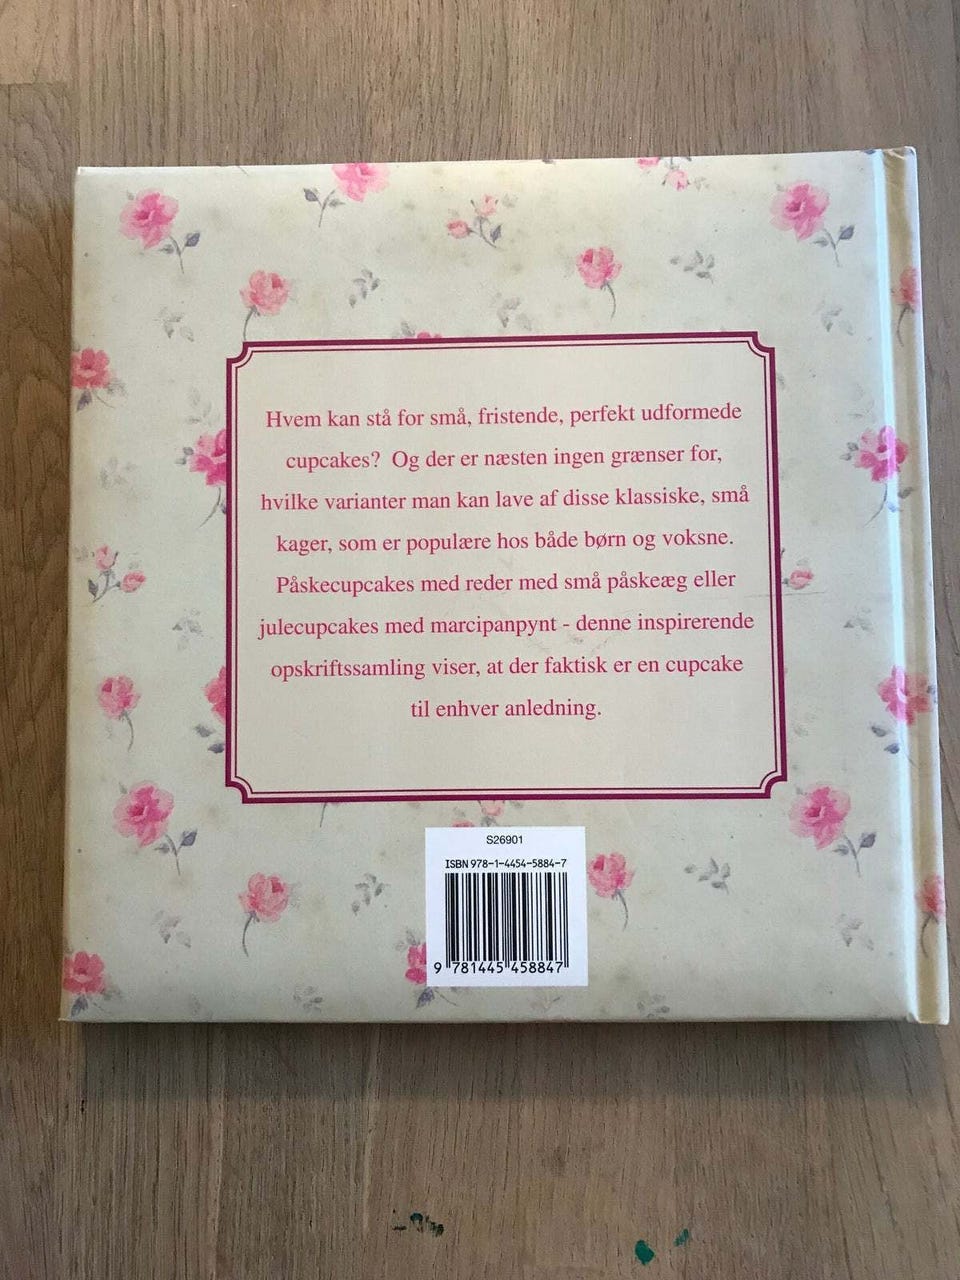 Hvem kan stå for små, fristende, perfekt udformede
cupcakes? Og der er næsten ingen grænser for,
hvilke varianter man kan lave af disse klassiske, små
kager, som er populære hos både børn og voksne.
Påskecupcakes med reder med små påskeæg eller
julecupcakes med marcipanpynt - denne inspirerende
opskriftssamling viser, at der faktisk er en cupcake
til enhver anledning.
S26901
ISBN 978-1-4454-5884-7
9 781445 458847